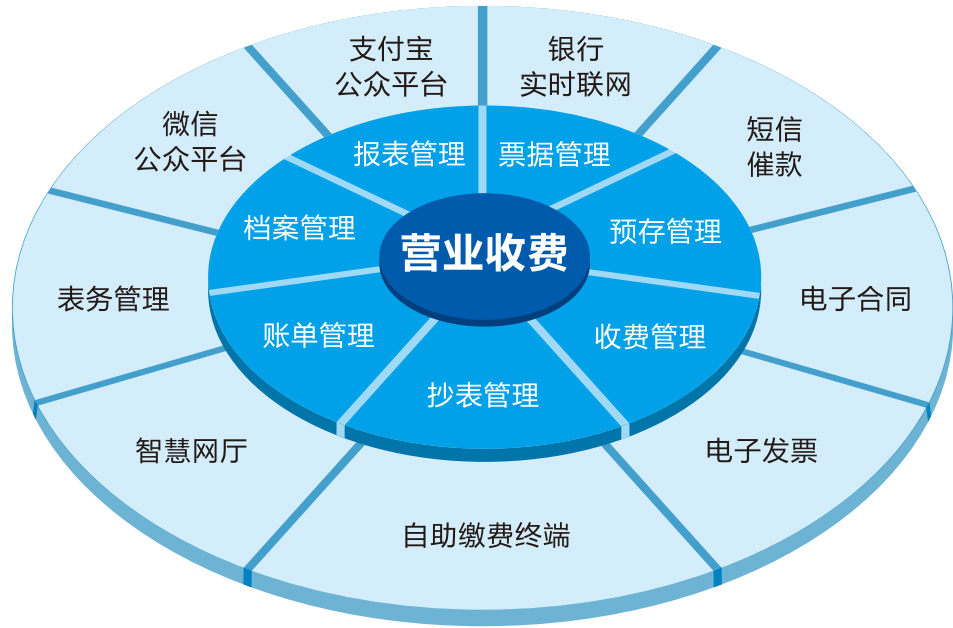 支付宝
公众平台
银行
实时联网
微信
公众平台
短信
催款
报表管理
票据管理
档案管理
预存管理
营业收费
表务管理
电子合同
账单管理
收费管理
抄表管理
智慧网厅
电子发票
自助缴费终端